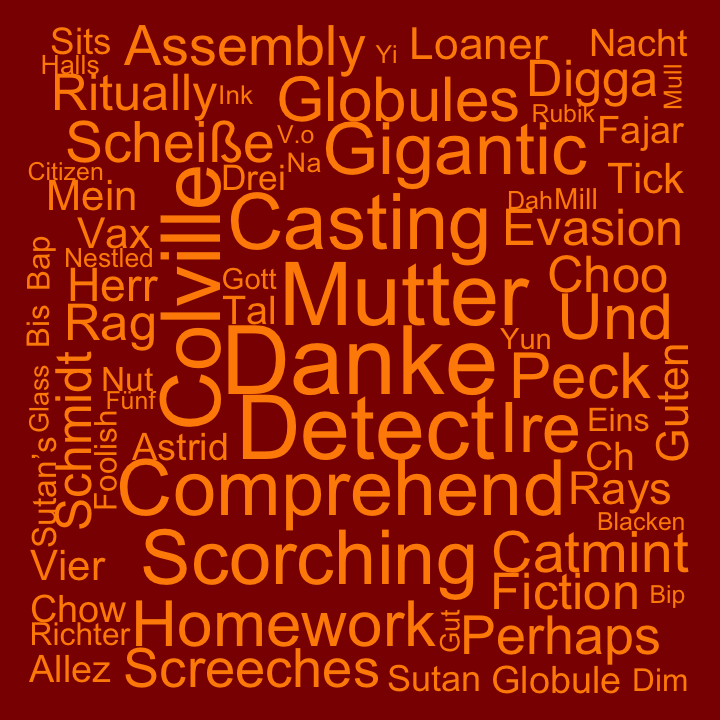 Sits
Assembly
Yi
Loaner
Nacht
Halls
Ritually
Ink
Globules
Digga
Mull
Rubik
Scheiße
V.o
Gigantic
Fajar
Citizen
Mein
Drei
Na
Tick
Colville
Casting
Dah
Mill
Vax
Evasion
Nestled
Bap
Herr
Gott
Mutter
Choo
Bis
Rag
Tal
Und
Danke
Yun
Peck
Guten
Glass
Schmidt
Nut
Fünf
Foolish
Detect
Ire
Eins
Astrid
Ch
Sutan’s
Comprehend
Rays
Blacken
Vier
Scorching
Catmint
Fiction
Bip
Chow
Richter
Homework
Gut
Perhaps
Allez
Screeches
Sutan
Globule
Dim